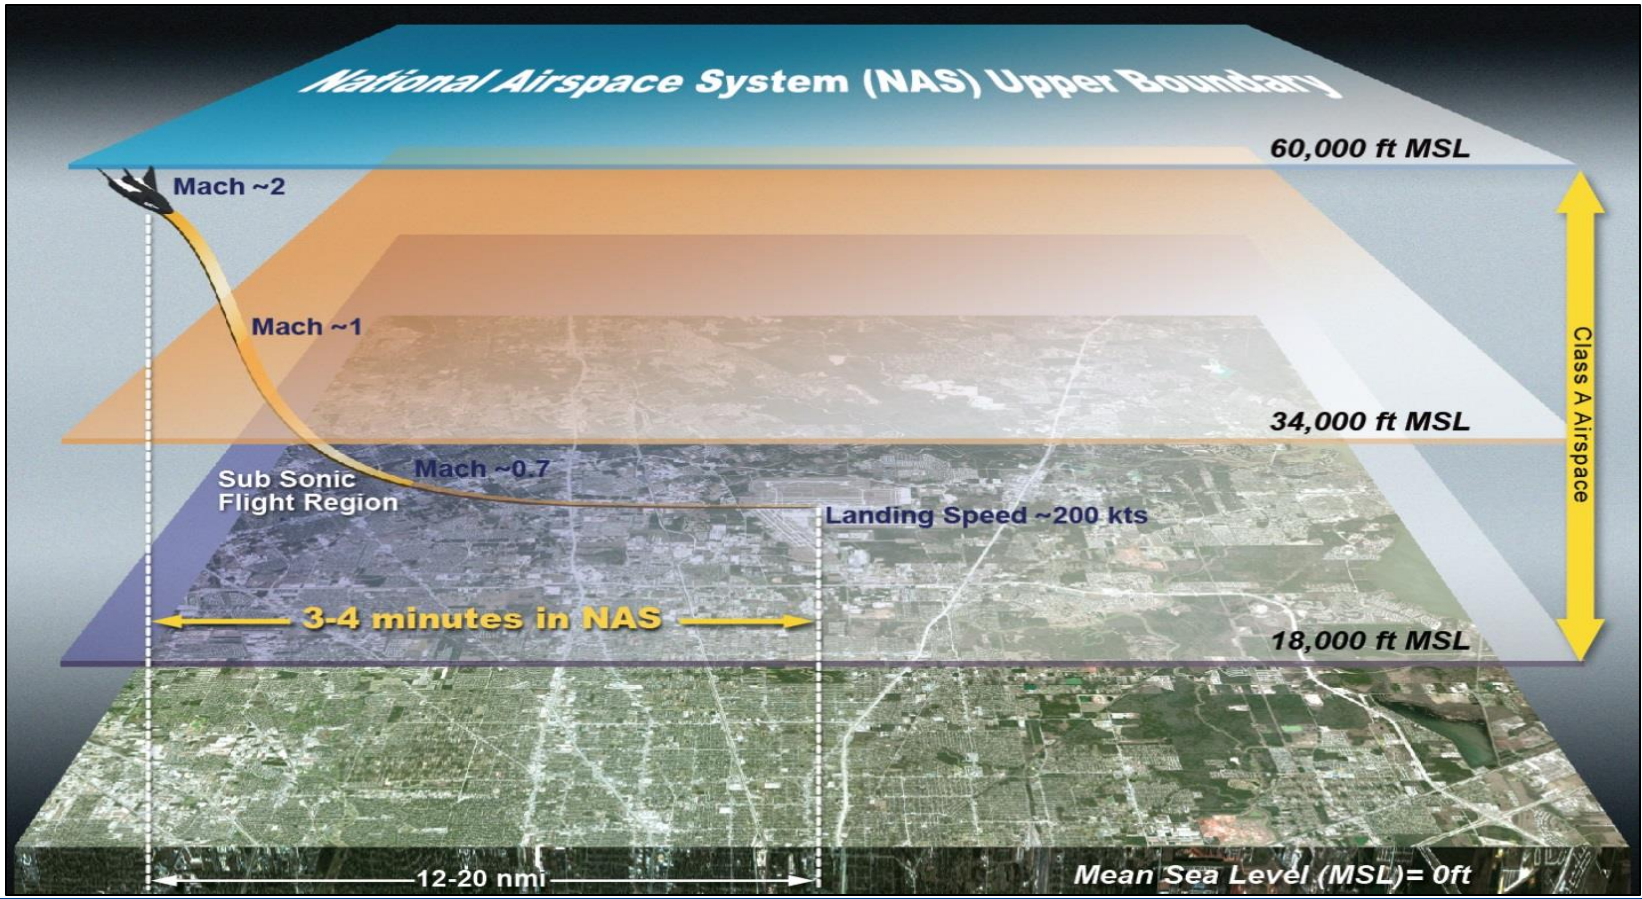 National Airspace System (NAS) Upper Boundary
60,000 ft MSL
Mach ~2
Mach ~1
Class A Airspace
34,000 ft MSL
Mach ~0.7
Sub Sonic
Flight Region
Landing Speed ~200 kts
3-4 minutes in NAS
18,000 ft MSL
12-20 nmi
Mean Sea Level (MSL)= 0ft